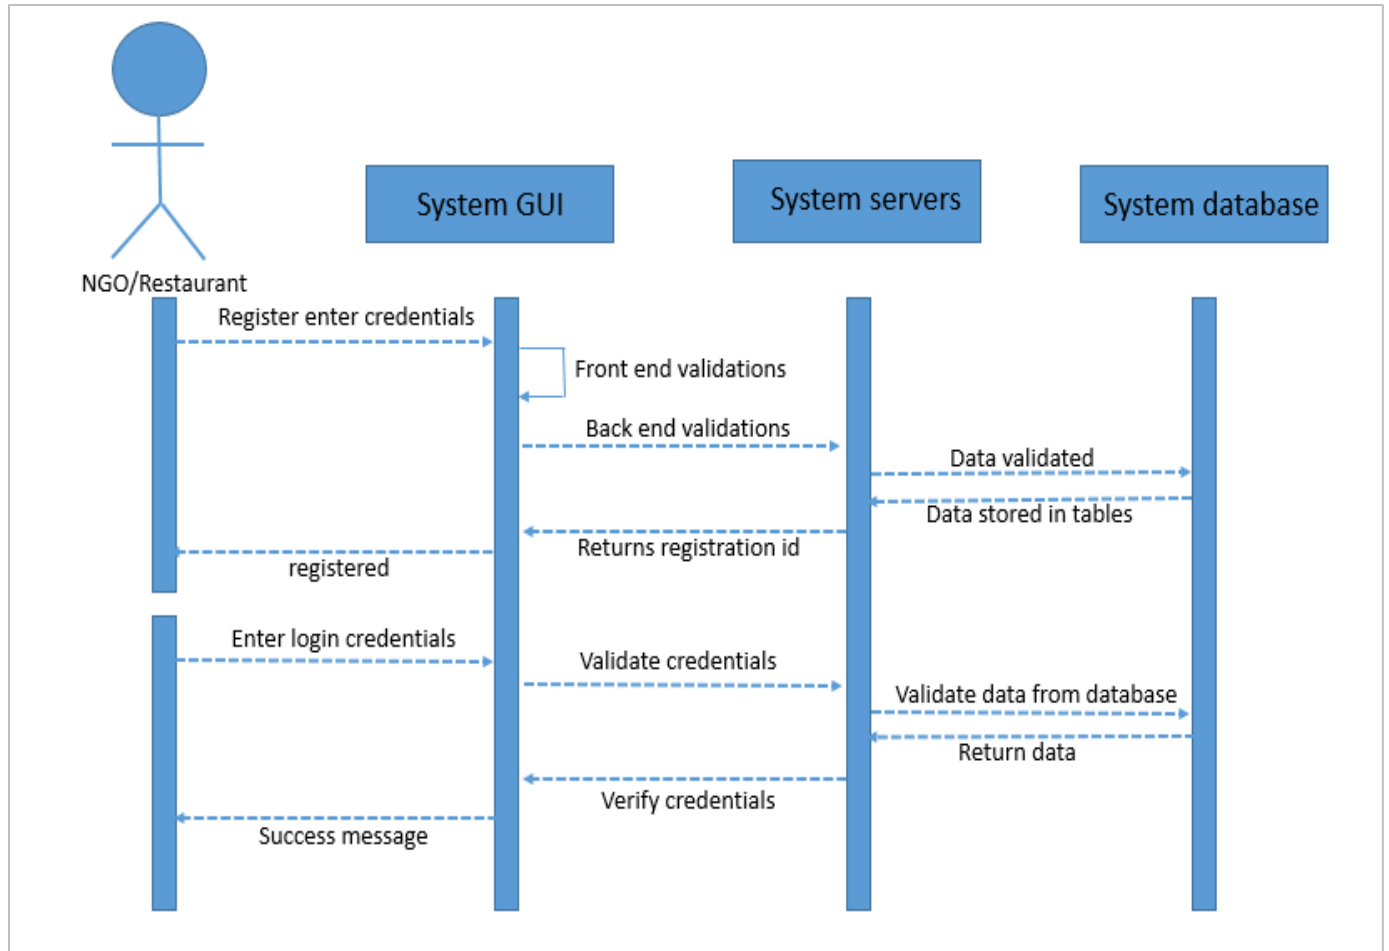 System GUI
System servers
System database
NGO/Restaurant
Register enter credentials
Front end validations
Back end validations
Data validated
Data stored in tables
Returns registration id
registered
Enter login credentials
Validate credentials
Validate data from database
Return data
Verify credentials
Success message